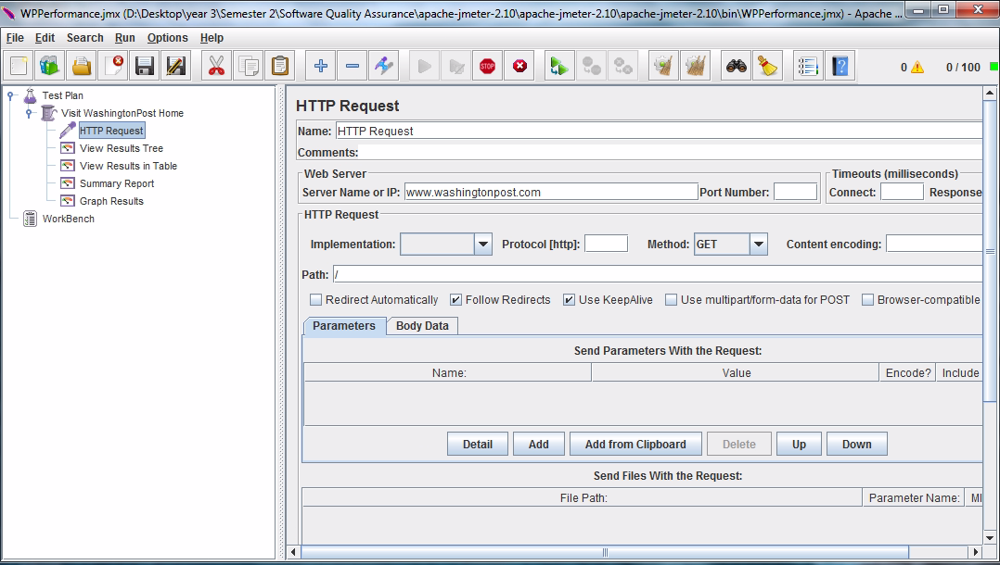 WPPerformance.jmx (D:\Desktop\year 3\Semester 2\Software Quality Assurance\apache-jmeter-2.10\apache-jmeter-2.10\apache-jmeter-2.10\bin\WPPerformance.jmx) - Apache ...
File Edit Search Run Options Help
STOP 0 0 / 100
Test Plan
Visit WashingtonPost Home
HTTP Request
View Results Tree
View Results in Table
Summary Report
Graph Results
WorkBench
HTTP Request
Name: HTTP Request
Comments:
Web Server Timeouts (milliseconds)
Server Name or IP: www.washingtonpost.com Port Number: Connect: Response
HTTP Request
Implementation: Protocol [http]: Method: GET Content encoding:
Path: /
Redirect Automatically Follow Redirects Use KeepAlive Use multipart/form-data for POST Browser-compatible
Parameters Body Data
Send Parameters With the Request:
Name: Value Encode? Include
Detail Add Add from Clipboard Delete Up Down
Send Files With the Request:
File Path: Parameter Name: MI